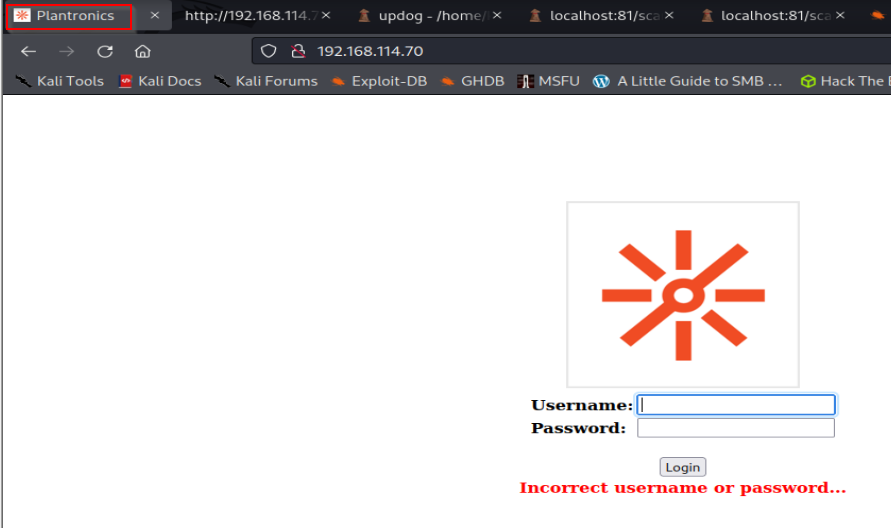 Plantronics × http://192.168.114.7 × updog - /home/ × localhost:81/sca × localhost:81/sca ×
192.168.114.70
Kali Tools Kali Docs Kali Forums Exploit-DB GHDB MSFU A Little Guide to SMB ... Hack The
Username:
Password:
Login
Incorrect username or password...